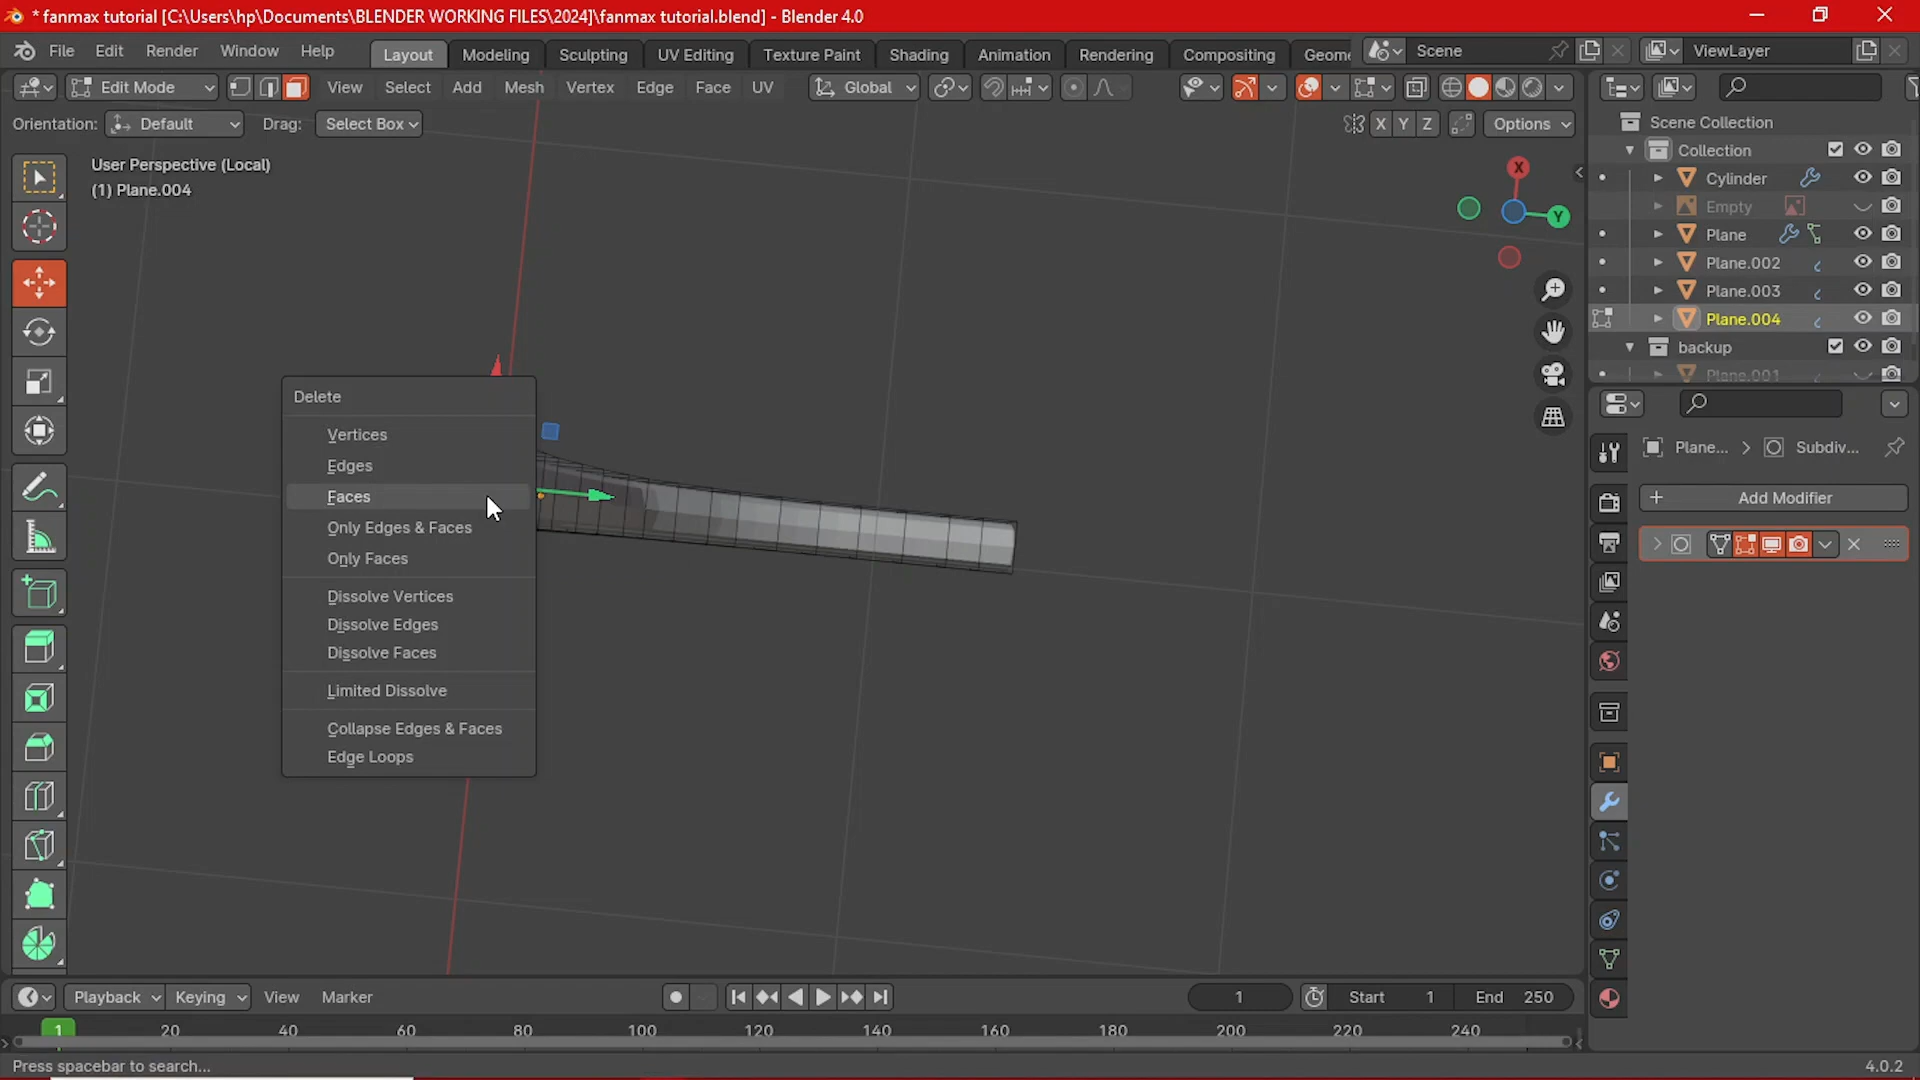 * fanmax tutorial [C:\Users\hp\Documents\BLENDER WORKING FILES\2024]\fanmax tutorial.blend] - Blender 4.0
File Edit Render Window Help Layout Modeling Sculpting UV Editing Texture Paint Shading Animation Rendering Compositing Geome Scene ViewLayer
Edit Mode View Select Add Mesh Vertex Edge Face UV Global
Orientation: Default Drag: Select Box X Y Z Options
User Perspective (Local)
(1) Plane.004
X
Y
Scene Collection
Collection
Cylinder
Empty
Plane
Plane.002
Plane.003
Plane.004
backup
Plane.001
Delete
Vertices
Edges
Faces
Only Edges & Faces
Only Faces
Dissolve Vertices
Dissolve Edges
Dissolve Faces
Limited Dissolve
Collapse Edges & Faces
Edge Loops
Plane... Subdiv...
Add Modifier
Playback Keying View Marker 1 Start 1 End 250
1 20 40 60 80 100 120 140 160 180 200 220 240
Press spacebar to search... 4.0.2